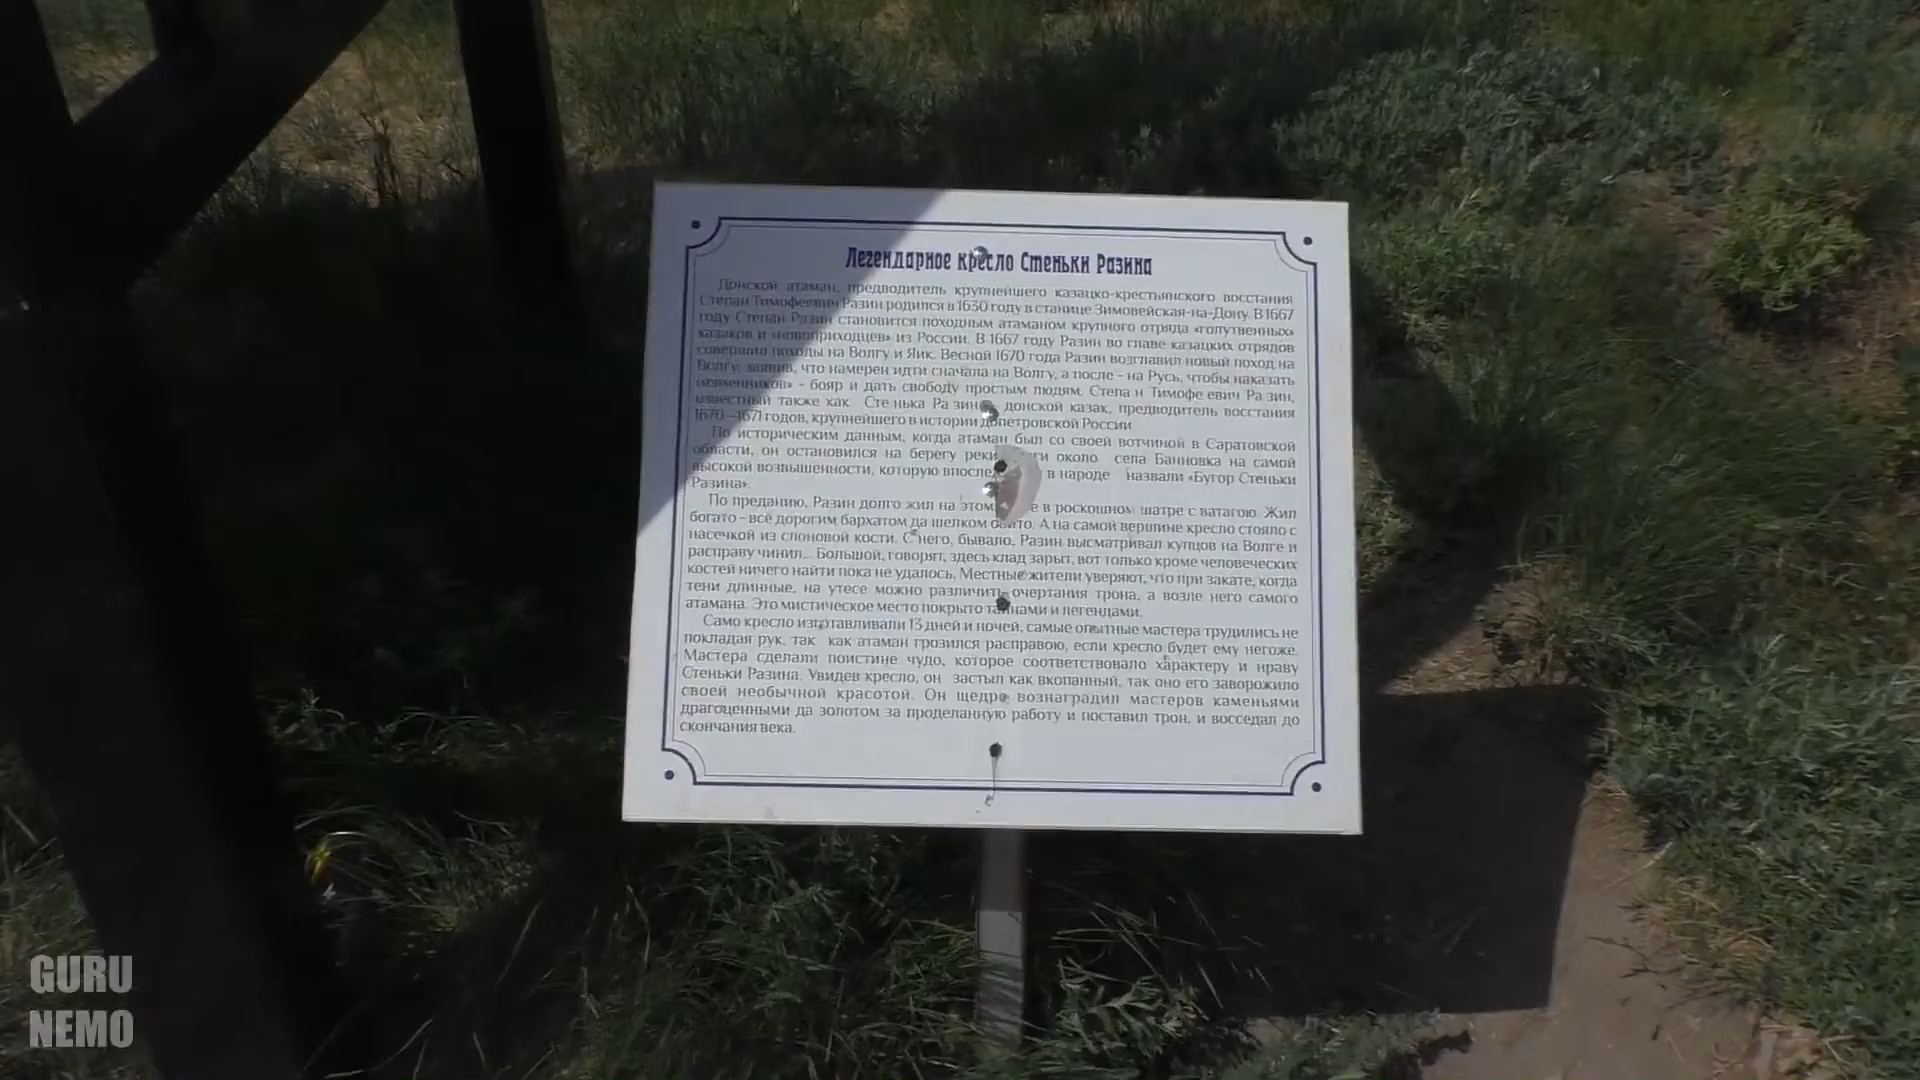 Легендарное кресло Стеньки Разина
Донской атаман, предводитель крупнейшего казацко-крестьянского восстания
Степан Тимофеевич Разин родился в 1630 году в станице Зимовейская-на-Дону. В 1667
году Степан Разин становится походным атаманом крупного отряда «голутвенных»
казаков и «новоприходцев» из России. В 1667 году Разин во главе казацких отрядов
совершил походы на Волгу и Яик. Весной 1670 года Разин возглавил новый поход на
Волгу, заявив, что намерен идти сначала на Волгу, а после – на Русь, чтобы наказать
«изменников» - бояр и дать свободу простым людям. Степа н Тимофе евич Ра зин,
известный также как Сте нька Ра зин донской казак, предводитель восстания
1670 –1671 годов, крупнейшего в истории допетровской России
По историческим данным, когда атаман был со своей вотчиной в Саратовской
области, он остановился на берегу реки около села Банновка на самой
высокой возвышенности, которую в народе назвали «Бугор Стеньки
Разина».
По преданию, Разин долго жил на этом в роскошном шатре с ватагою. Жил
богато – всё дорогим бархатом да шелком обито. А на самой вершине кресло стояло с
насечкой из слоновой кости. С него, бывало, Разин высматривал купцов на Волге и
расправу чинил... Большой, говорят, здесь клад зарыт, вот только кроме человеческих
костей ничего найти пока не удалось. Местные жители уверяют, что при закате, когда
тени длинные, на утесе можно различить очертания трона, а возле него самого
атамана. Это мистическое место покрыто тайнами и легендами.
Само кресло изготавливали 13 дней и ночей, самые опытные мастера трудились не
покладая рук, так как атаман грозился расправою, если кресло будет ему негоже.
Мастера сделали поистине чудо, которое соответствовало характеру и нраву
Стеньки Разина. Увидев кресло, он застыл как вкопанный, так оно его заворожило
своей необычной красотой. Он щедро вознаградил мастеров каменьями
драгоценными да золотом за проделанную работу и поставил трон, и восседал до
скончания века.
GURU
NEMO